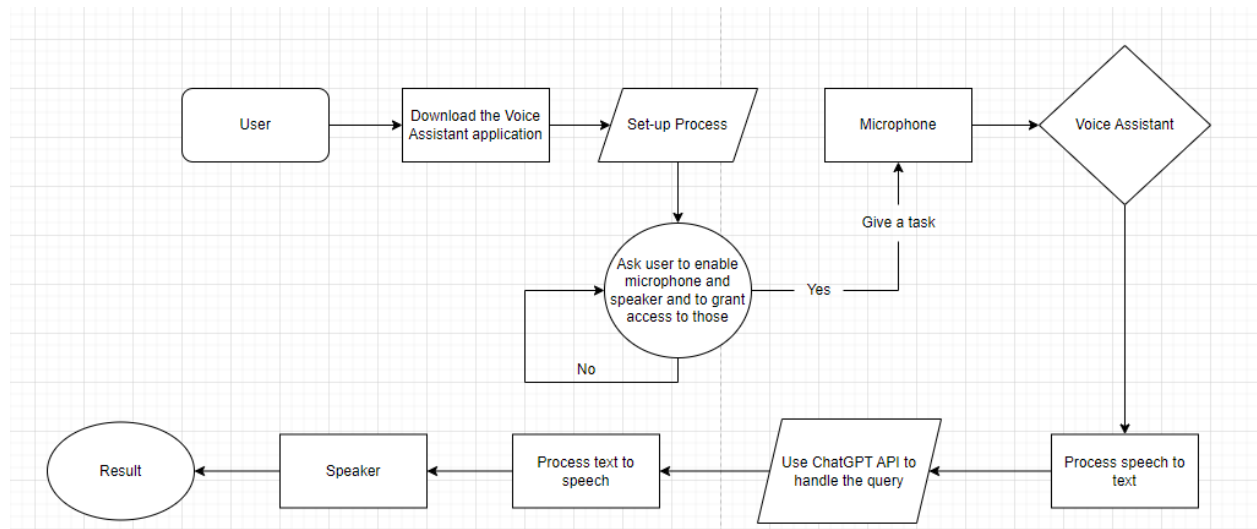 User
Download the Voice
Assistant application
Set-up Process
Microphone
Voice Assistant
Give a task
Ask user to enable
microphone and
speaker and to grant
access to those
Yes
No
Result
Speaker
Process text to
speech
Use ChatGPT API to
handle the query
Process speech to
text